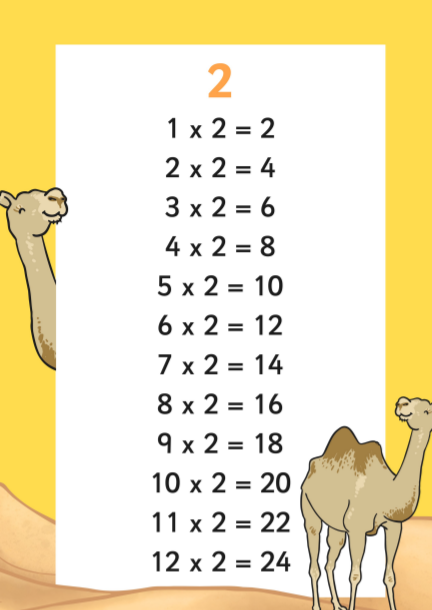 2
1 x 2 = 2
2 x 2 = 4
3 x 2 = 6
4 x 2 = 8
5 x 2 = 10
6 x 2 = 12
7 x 2 = 14
8 x 2 = 16
9 x 2 = 18
10 x 2 = 20
11 x 2 = 22
12 x 2 = 24